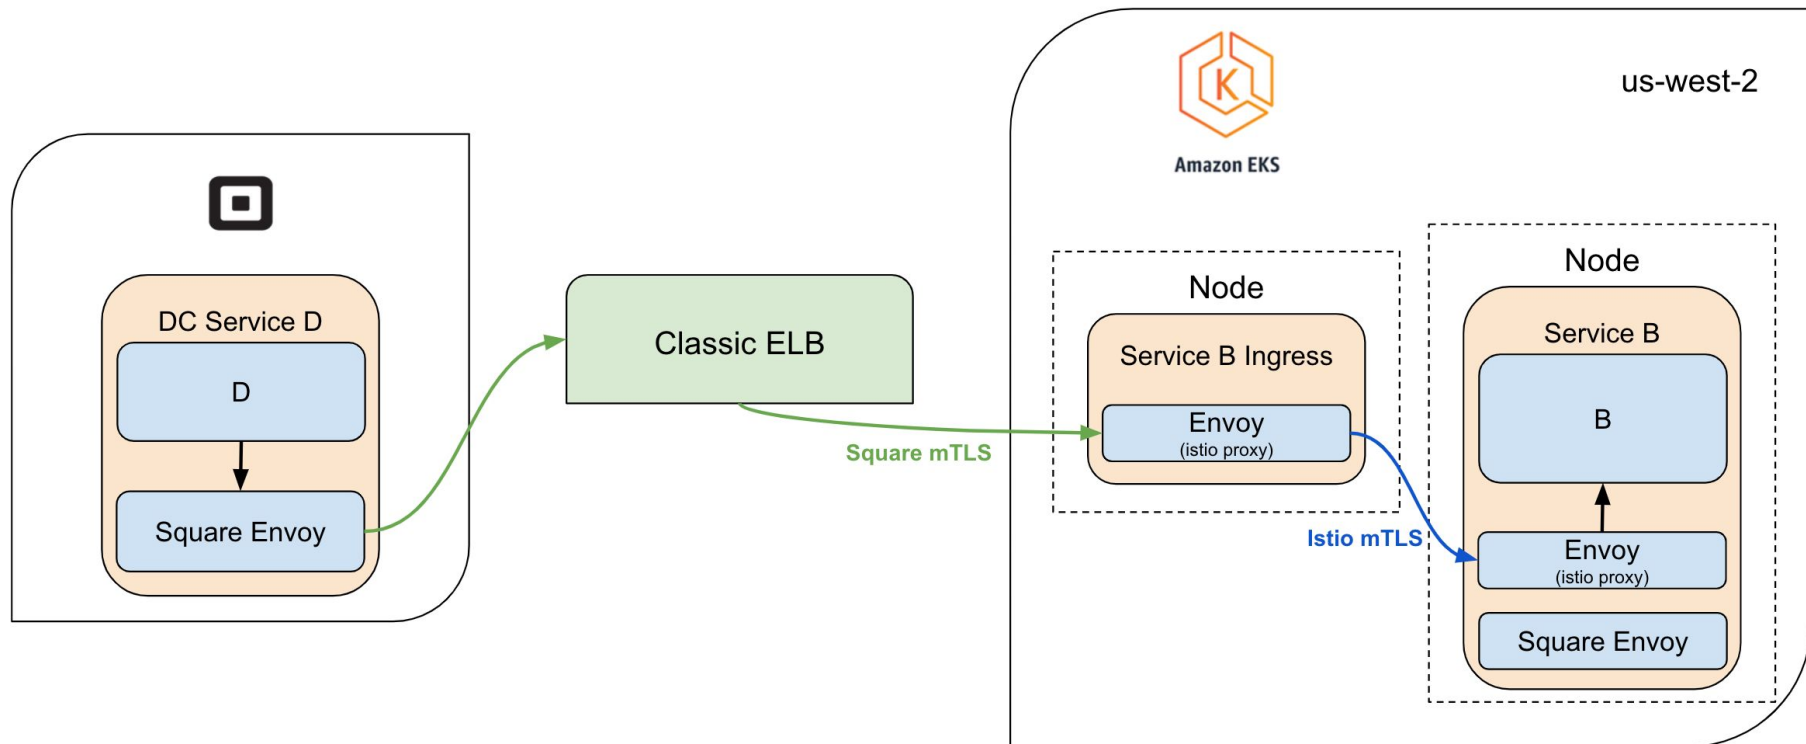 us-west-2
K
Amazon EKS
DC Service D
D
Square Envoy
Classic ELB
Square mTLS
Node
Service B Ingress
Envoy
(istio proxy)
Istio mTLS
Node
Service B
B
Envoy
(istio proxy)
Square Envoy